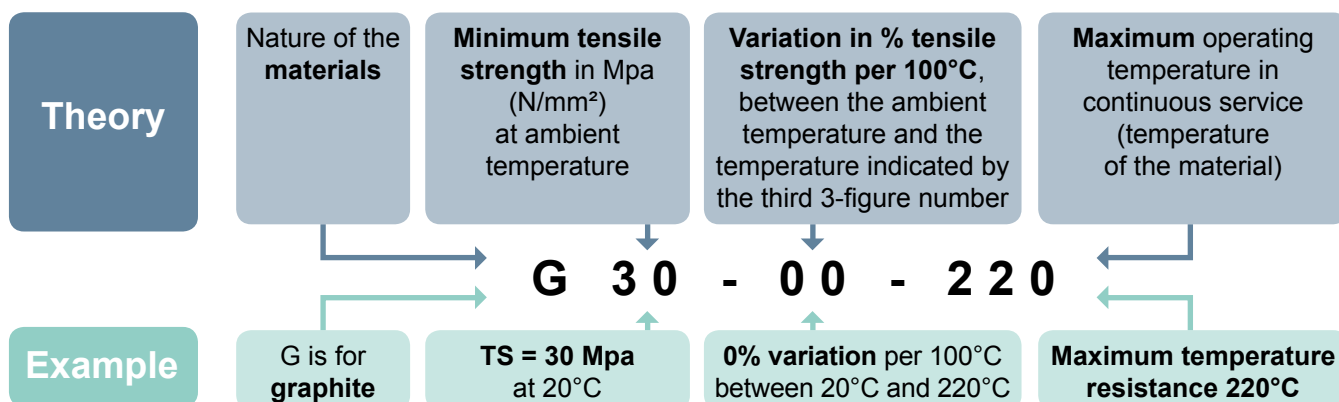 Theory
Nature of the
materials
Minimum tensile
strength in Mpa
(N/mm²)
at ambient
temperature
Variation in % tensile
strength per 100°C,
between the ambient
temperature and the
temperature indicated by
the third 3-figure number
Maximum operating
temperature in
continuous service
(temperature
of the material)
G 30 - 00 - 220
Example
G is for
graphite
TS = 30 Mpa
at 20°C
0% variation per 100°C
between 20°C and 220°C
Maximum temperature
resistance 220°C